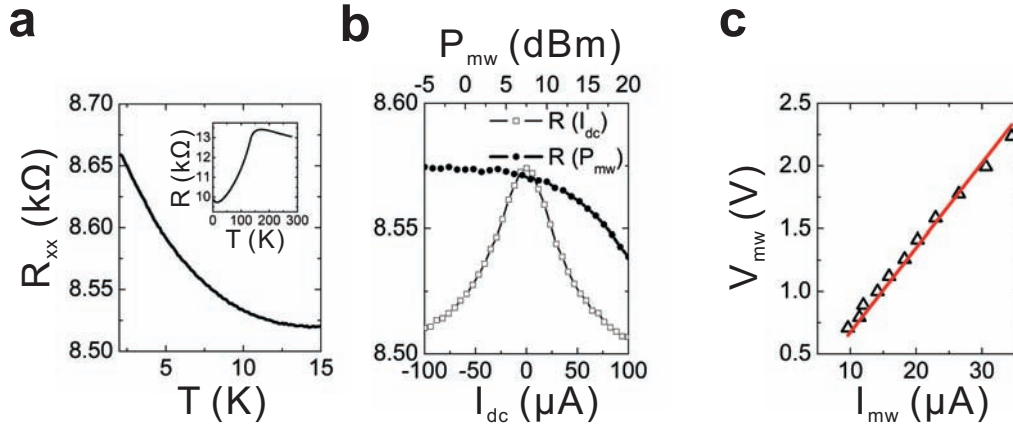 a
8.70
8.65
8.60
8.55
8.50
R_xx (kΩ)
5 10 15
T (K)
13
12
11
10
R (kΩ)
0 100 200 300
T (K)
b
P_mw (dBm)
-5 0 5 10 15 20
8.60
8.55
8.50
R (I_dc)
R (P_mw)
-100 -50 0 50 100
I_dc (µA)
c
2.5
2.0
1.5
1.0
0.5
V_mw (V)
10 20 30
I_mw (µA)